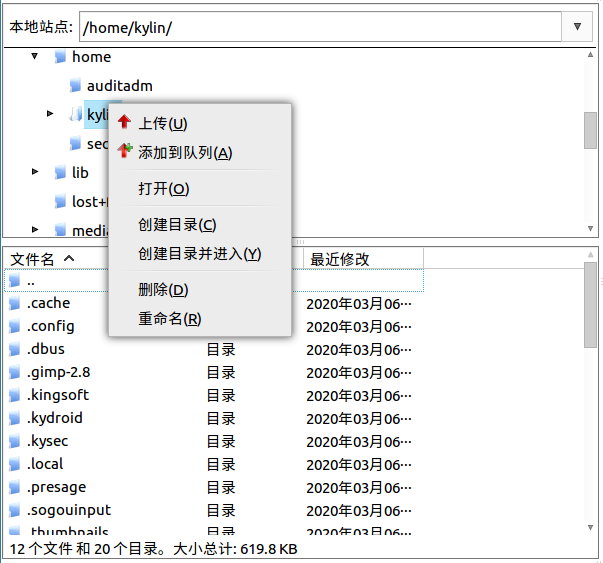 本地站点: /home/kylin/
home
auditadm
kyli
上传(U)
添加到队列(A)
sec
lib
打开(O)
lost+
创建目录(C)
media
创建目录并进入(Y)
文件名 最近修改
..
删除(D)
.cache 2020年03月06…
重命名(R)
.config 2020年03月06…
.dbus 目录 2020年03月06…
.gimp-2.8 目录 2020年03月06…
.kingsoft 目录 2020年03月06…
.kydroid 目录 2020年03月06…
.kysec 目录 2020年03月06…
.local 目录 2020年03月06…
.presage 目录 2020年03月06…
.sogouinput 目录 2020年03月06…
.thumbnails 目录 2020年03月06…
12 个文件 和 20 个目录。大小总计: 619.8 KB